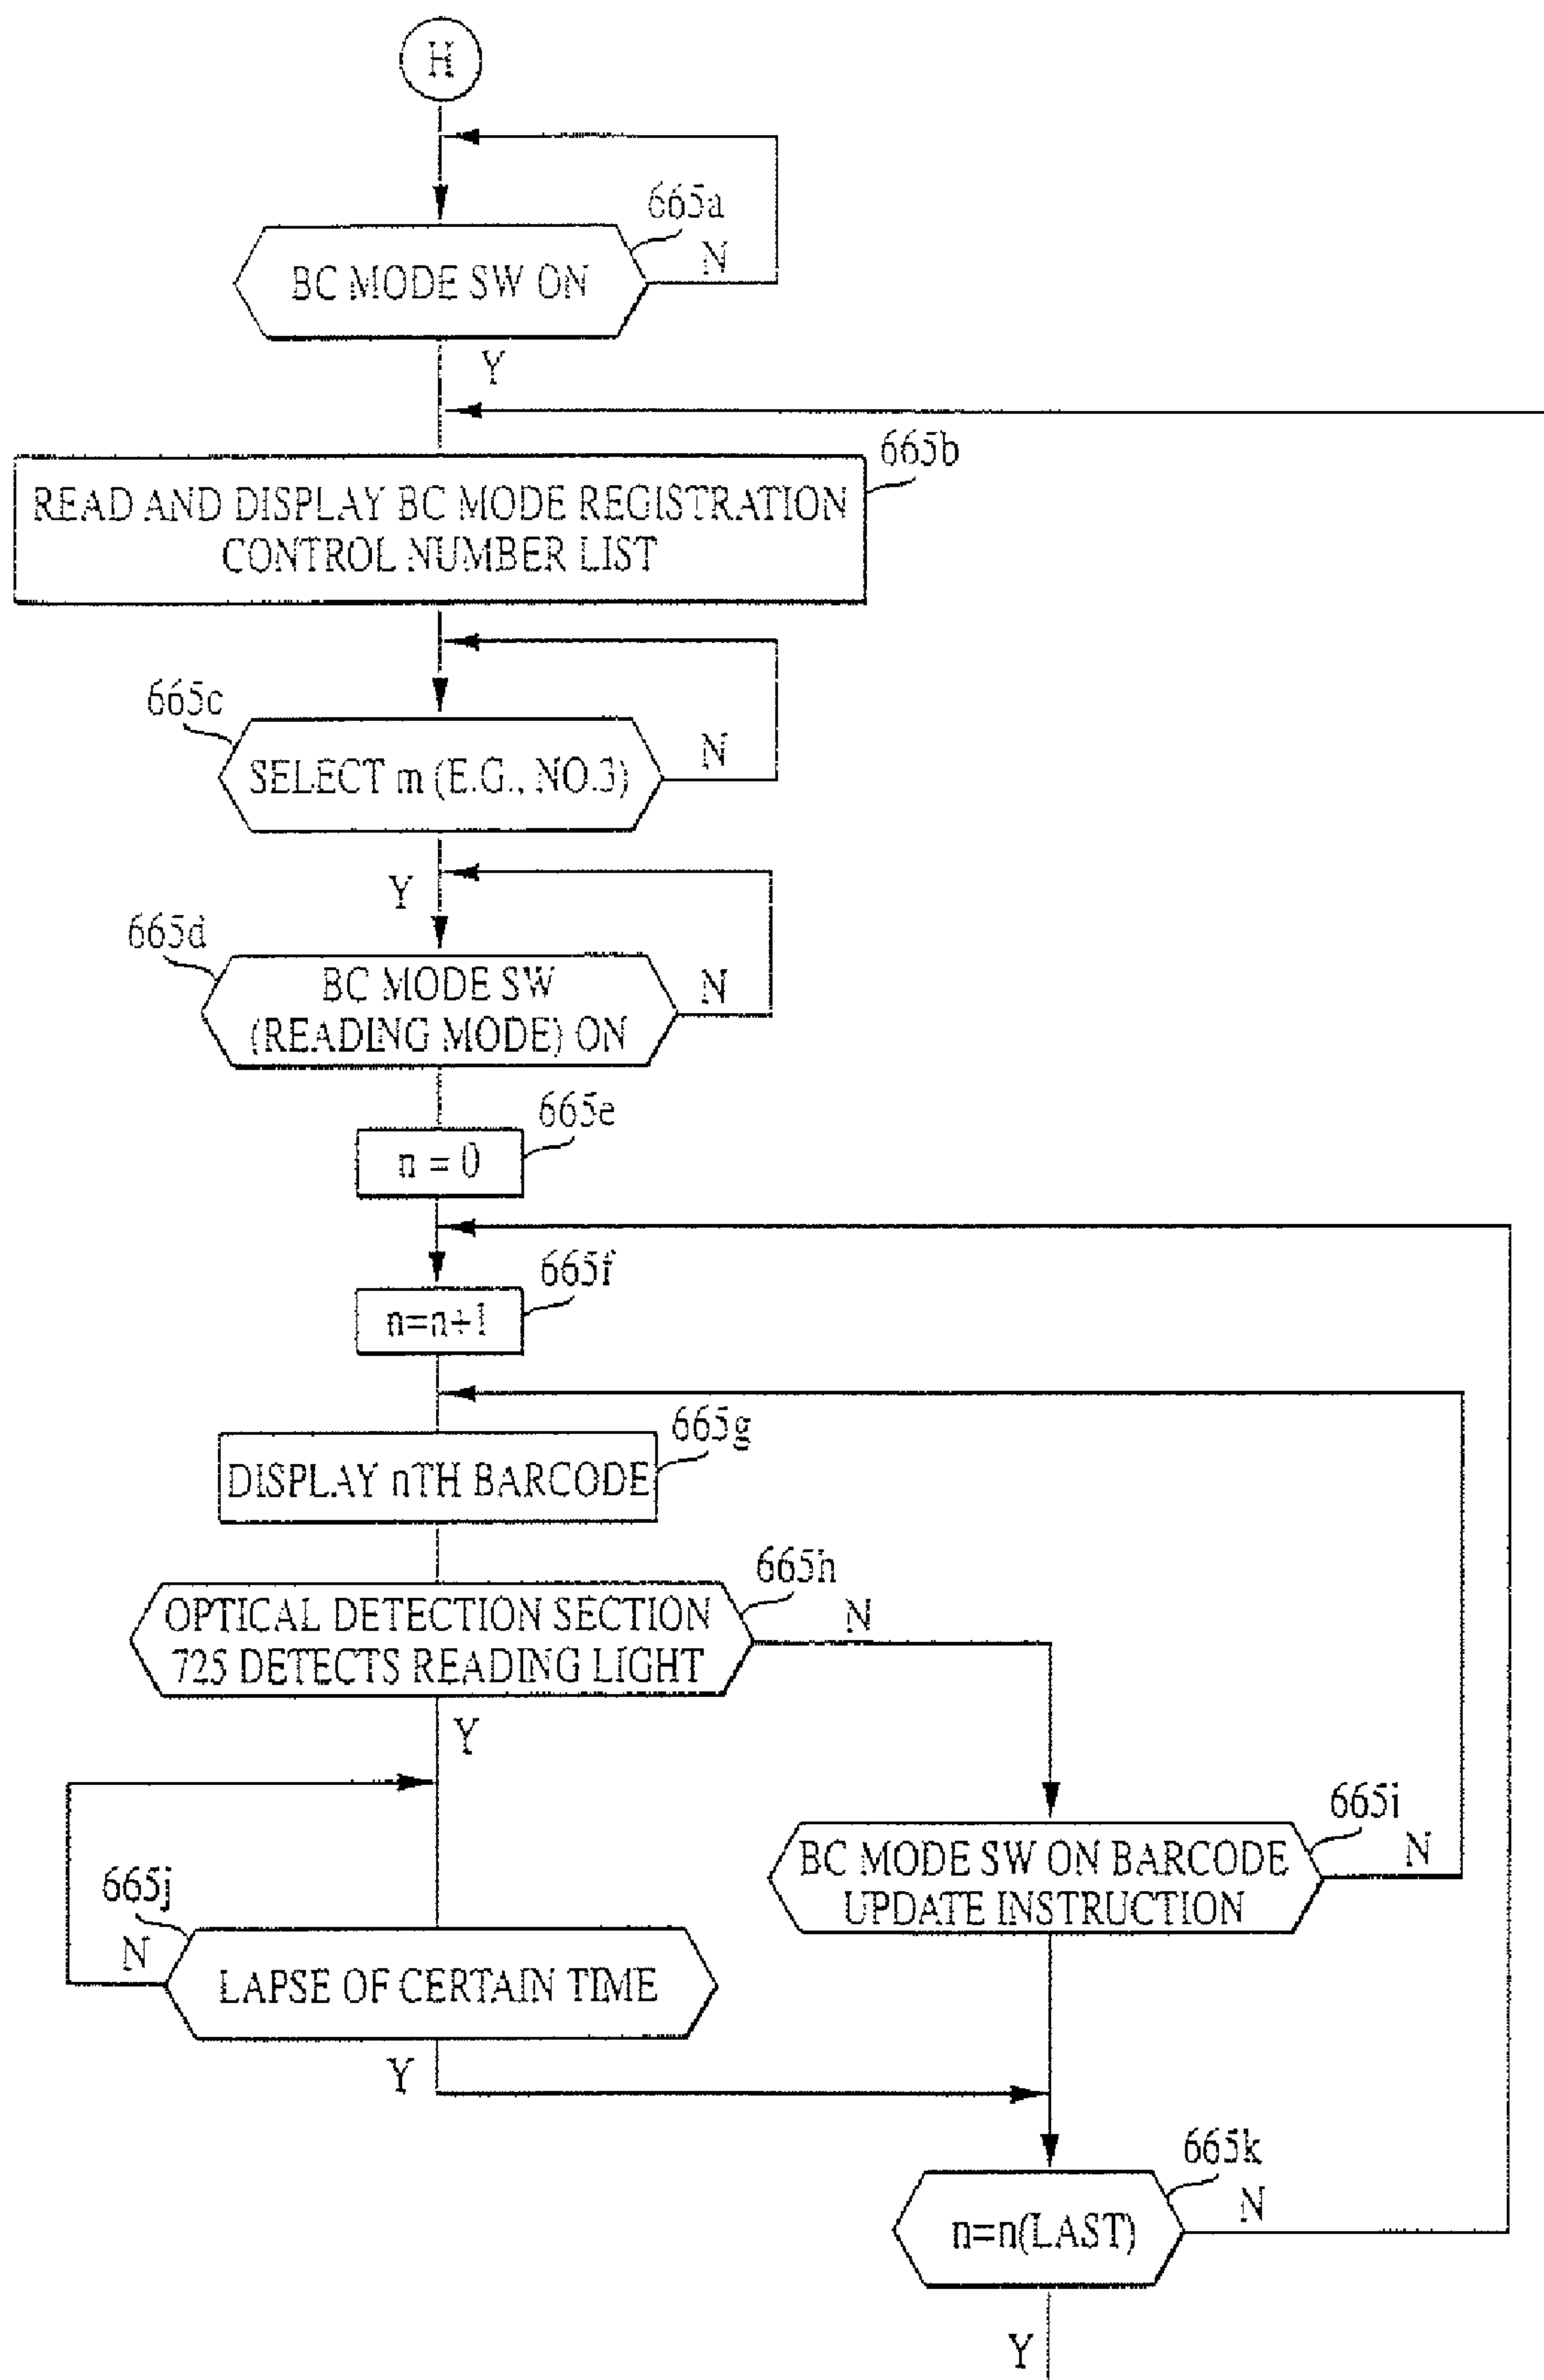 H
665a
BC MODE SW ON
N
Y
665b
READ AND DISPLAY BC MODE REGISTRATION
CONTROL NUMBER LIST
665c
SELECT m (E.G., NO.3)
N
Y
665d
BC MODE SW
(READING MODE) ON
N
665e
n = 0
665f
n=n+1
665g
DISPLAY nTH BARCODE
665h
OPTICAL DETECTION SECTION
725 DETECTS READING LIGHT
N
Y
665i
BC MODE SW ON BARCODE
UPDATE INSTRUCTION
N
665j
N
LAPSE OF CERTAIN TIME
Y
665k
n=n(LAST)
N
Y